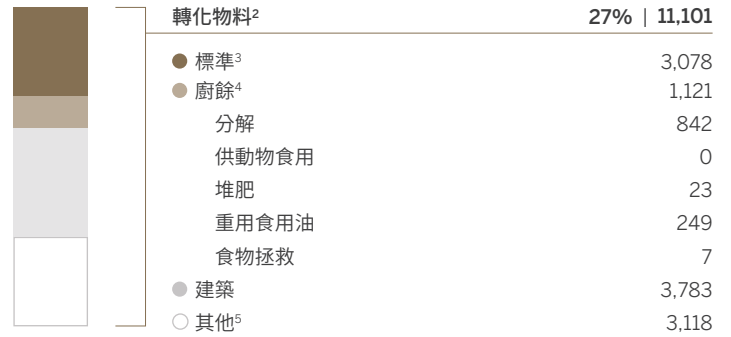 轉化物料² 27% | 11,101
標準³ 3,078
廚餘⁴ 1,121
分解 842
供動物食用 0
堆肥 23
重用食用油 249
食物拯救 7
建築 3,783
其他⁵ 3,118